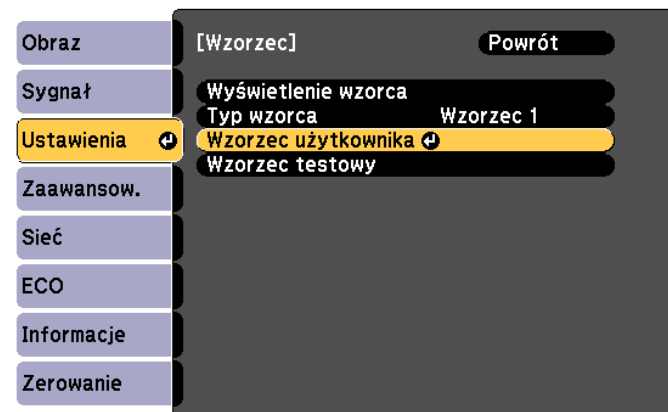 Obraz
Sygnał
Ustawienia
Zaawansow.
Sieć
ECO
Informacje
Zerowanie
[Wzorzec] Powrót
Wyświetlenie wzorca
Typ wzorca Wzorzec 1
Wzorzec użytkownika
Wzorzec testowy